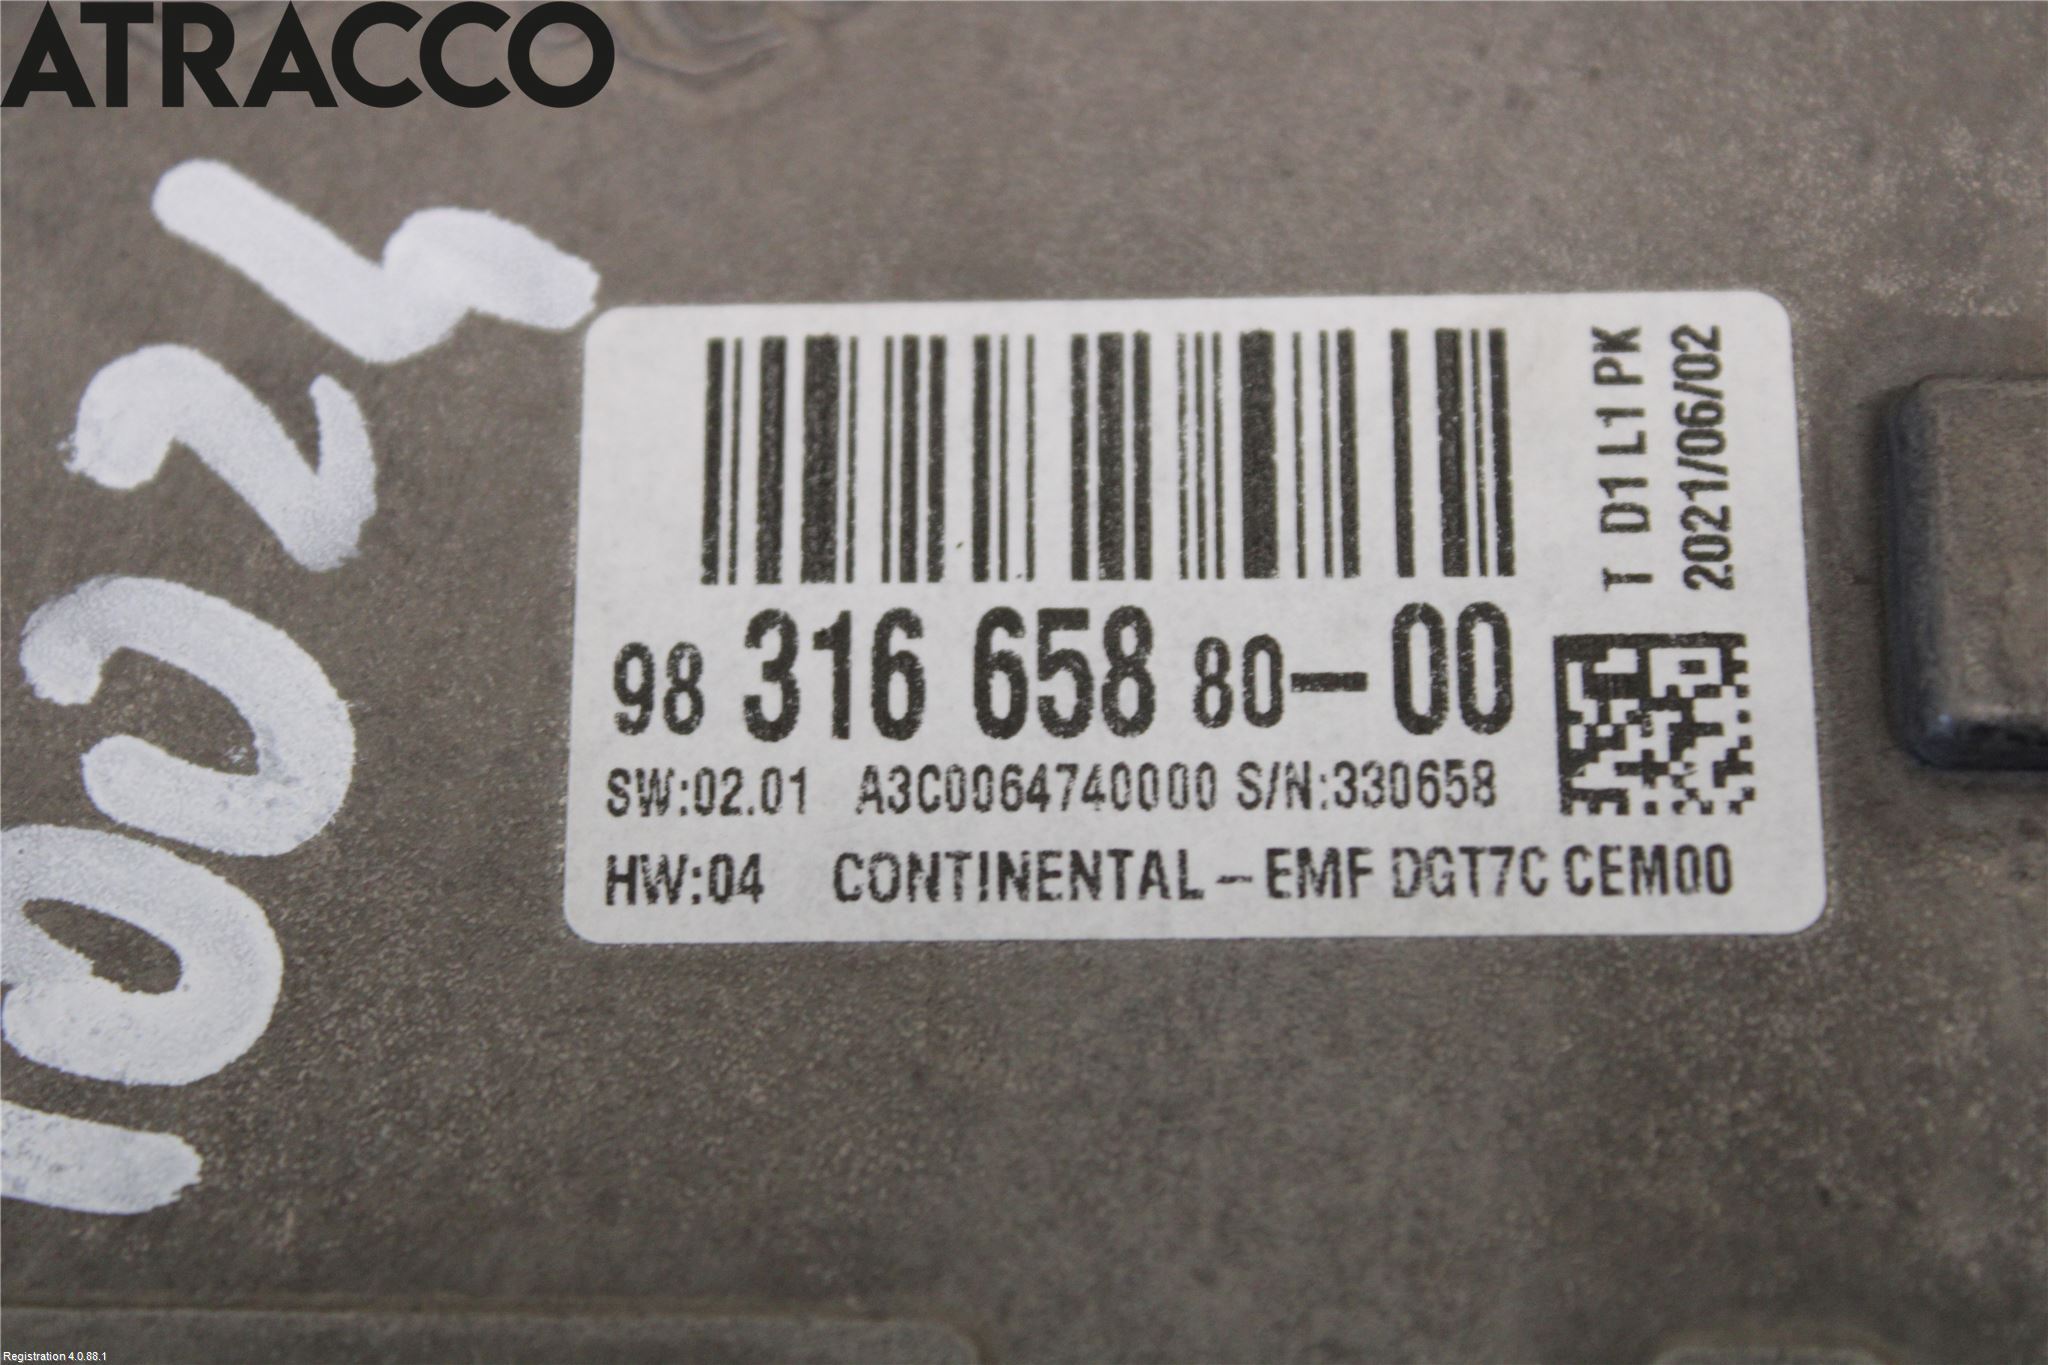 ATRACCO
10024
T D1 L1 PK
2021/06/02
98 316 658 80-00
SW:02.01 A3C0064740000 S/N:330658
HW:04 CONTINENTAL-EMF DGT7C CEM00
Registration 4.0.88.1